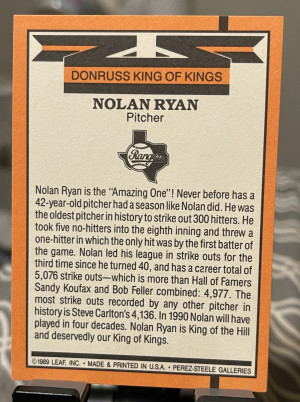 DONRUSS KING OF KINGS
NOLAN RYAN
Pitcher
Rangers
Nolan Ryan is the "Amazing One"! Never before has a
42-year-old pitcher had a season like Nolan did. He was
the oldest pitcher in history to strike out 300 hitters. He
took five no-hitters into the eighth inning and threw a
one-hitter in which the only hit was by the first batter of
the game. Nolan led his league in strike outs for the
third time since he turned 40, and has a career total of
5,076 strike outs—which is more than Hall of Famers
Sandy Koufax and Bob Feller combined: 4,977. The
most strike outs recorded by any other pitcher in
history is Steve Carlton's 4,136. In 1990 Nolan will have
played in four decades. Nolan Ryan is King of the Hill
and deservedly our King of Kings.
©1989 LEAF, INC. • MADE & PRINTED IN U.S.A. • PEREZ-STEELE GALLERIES